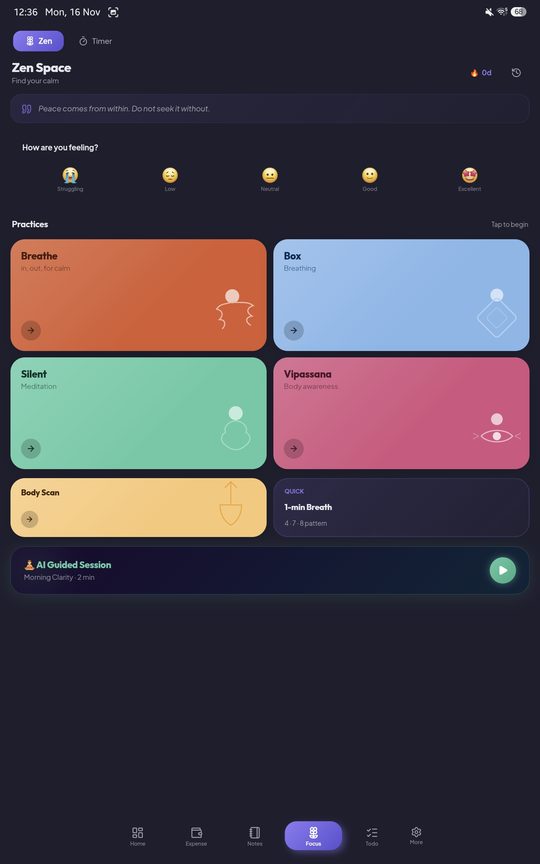 12:36 Mon, 16 Nov
68
Zen
Timer
Zen Space
Find your calm
🔥 0d
Peace comes from within. Do not seek it without.
How are you feeling?
Struggling
Low
Neutral
Good
Excellent
Practices
Tap to begin
Breathe
in, out, for calm
Box
Breathing
Silent
Meditation
Vipassana
Body awareness
Body Scan
QUICK
1-min Breath
4-7-8 pattern
AI Guided Session
Morning Clarity · 2 min
Home
Expense
Notes
Focus
Todo
More